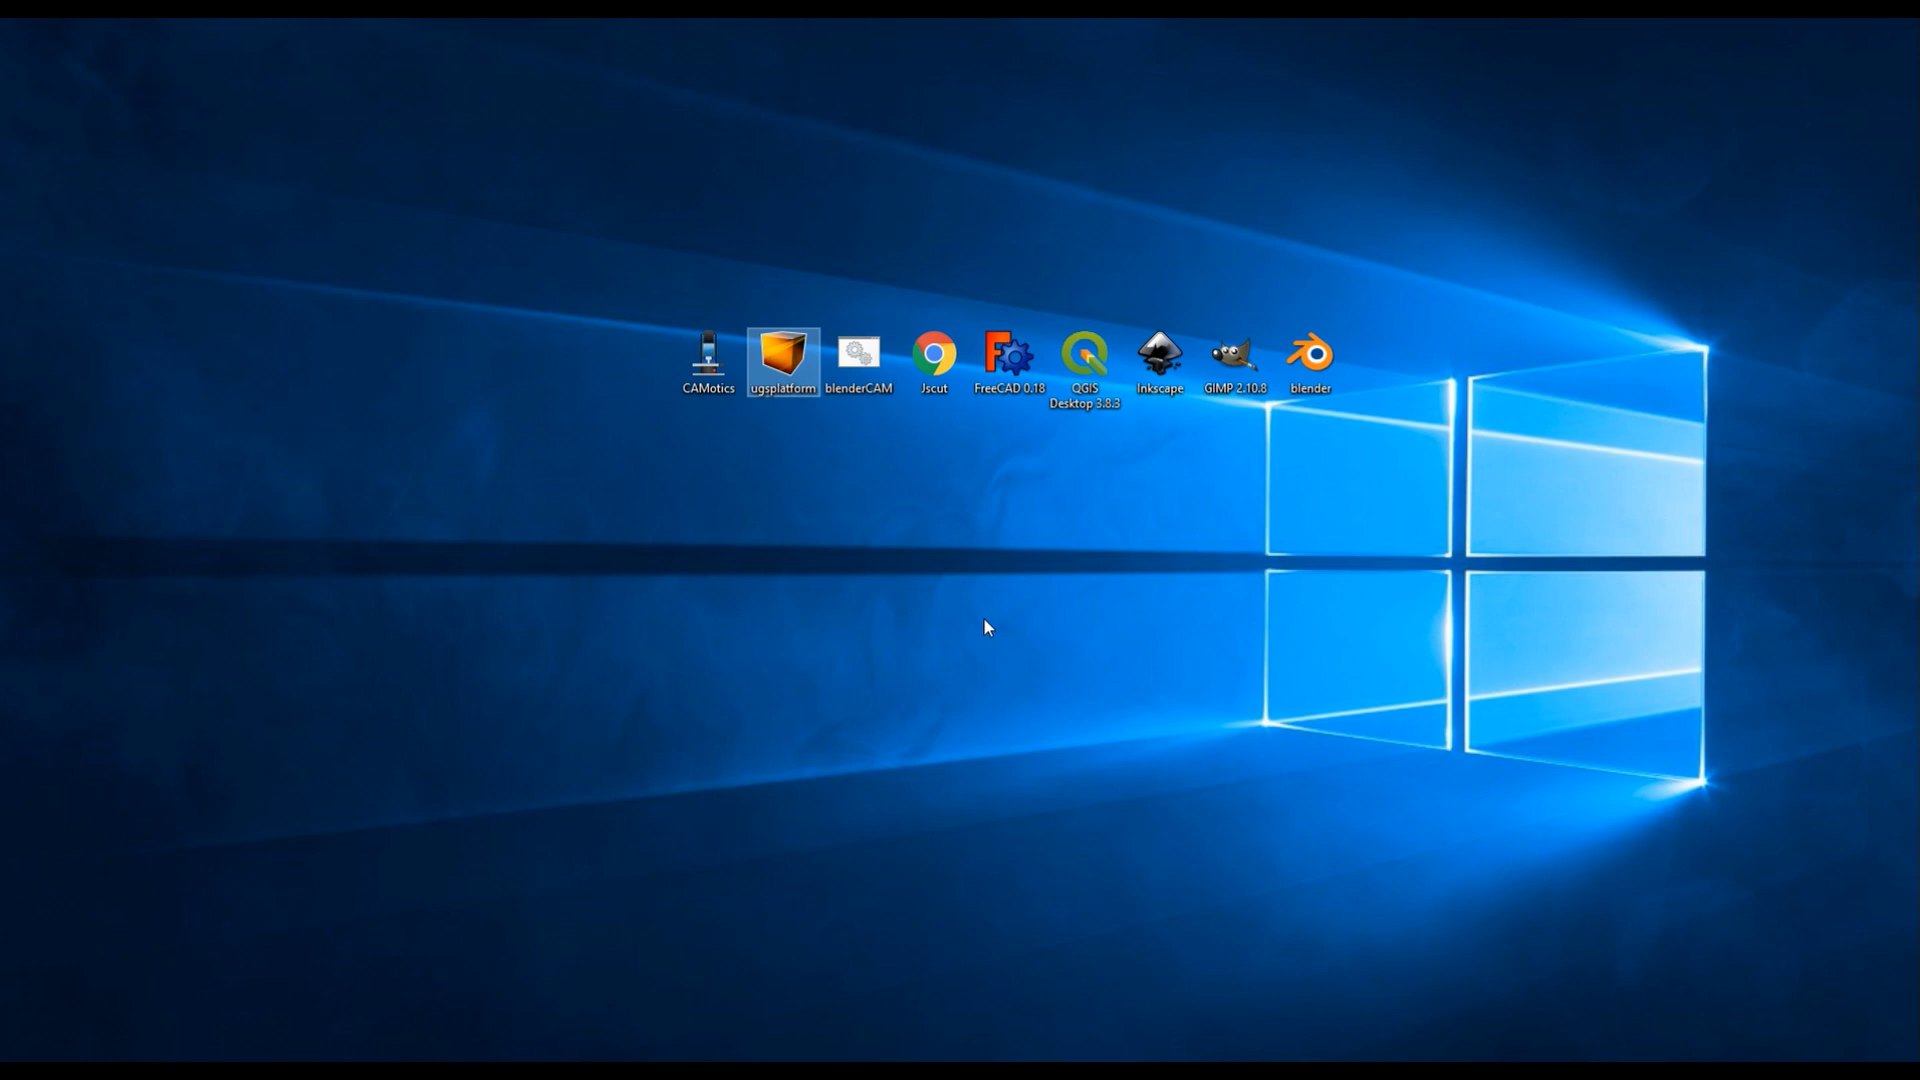 CAMotics
ugsplatform
blenderCAM
Jscut
FreeCAD 0.18
QGIS
Desktop 3.8.3
Inkscape
GIMP 2.10.8
blender